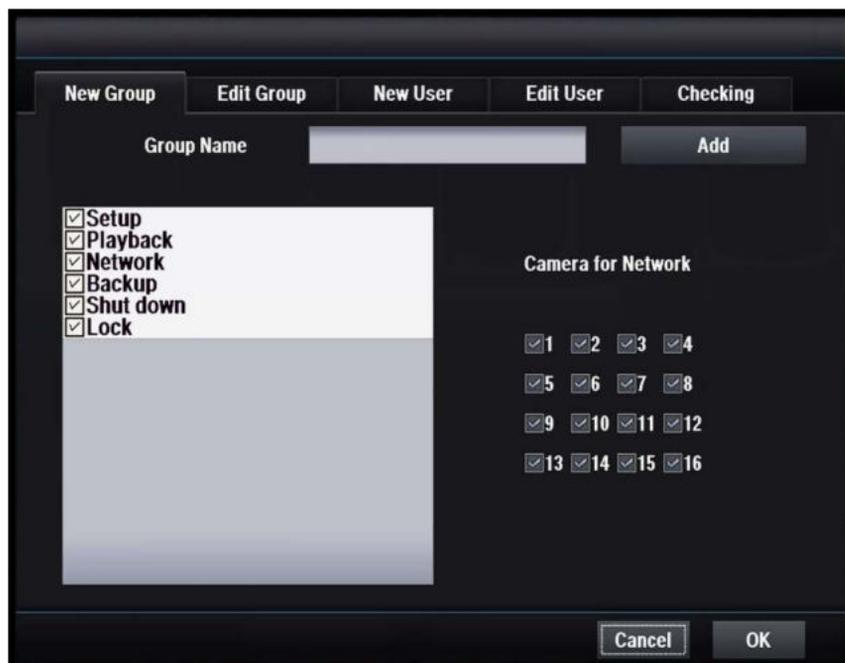 New Group Edit Group New User Edit User Checking
Group Name Add
Setup
Playback
Network
Backup
Shut down
Lock
Camera for Network
1 2 3 4
5 6 7 8
9 10 11 12
13 14 15 16
Cancel OK